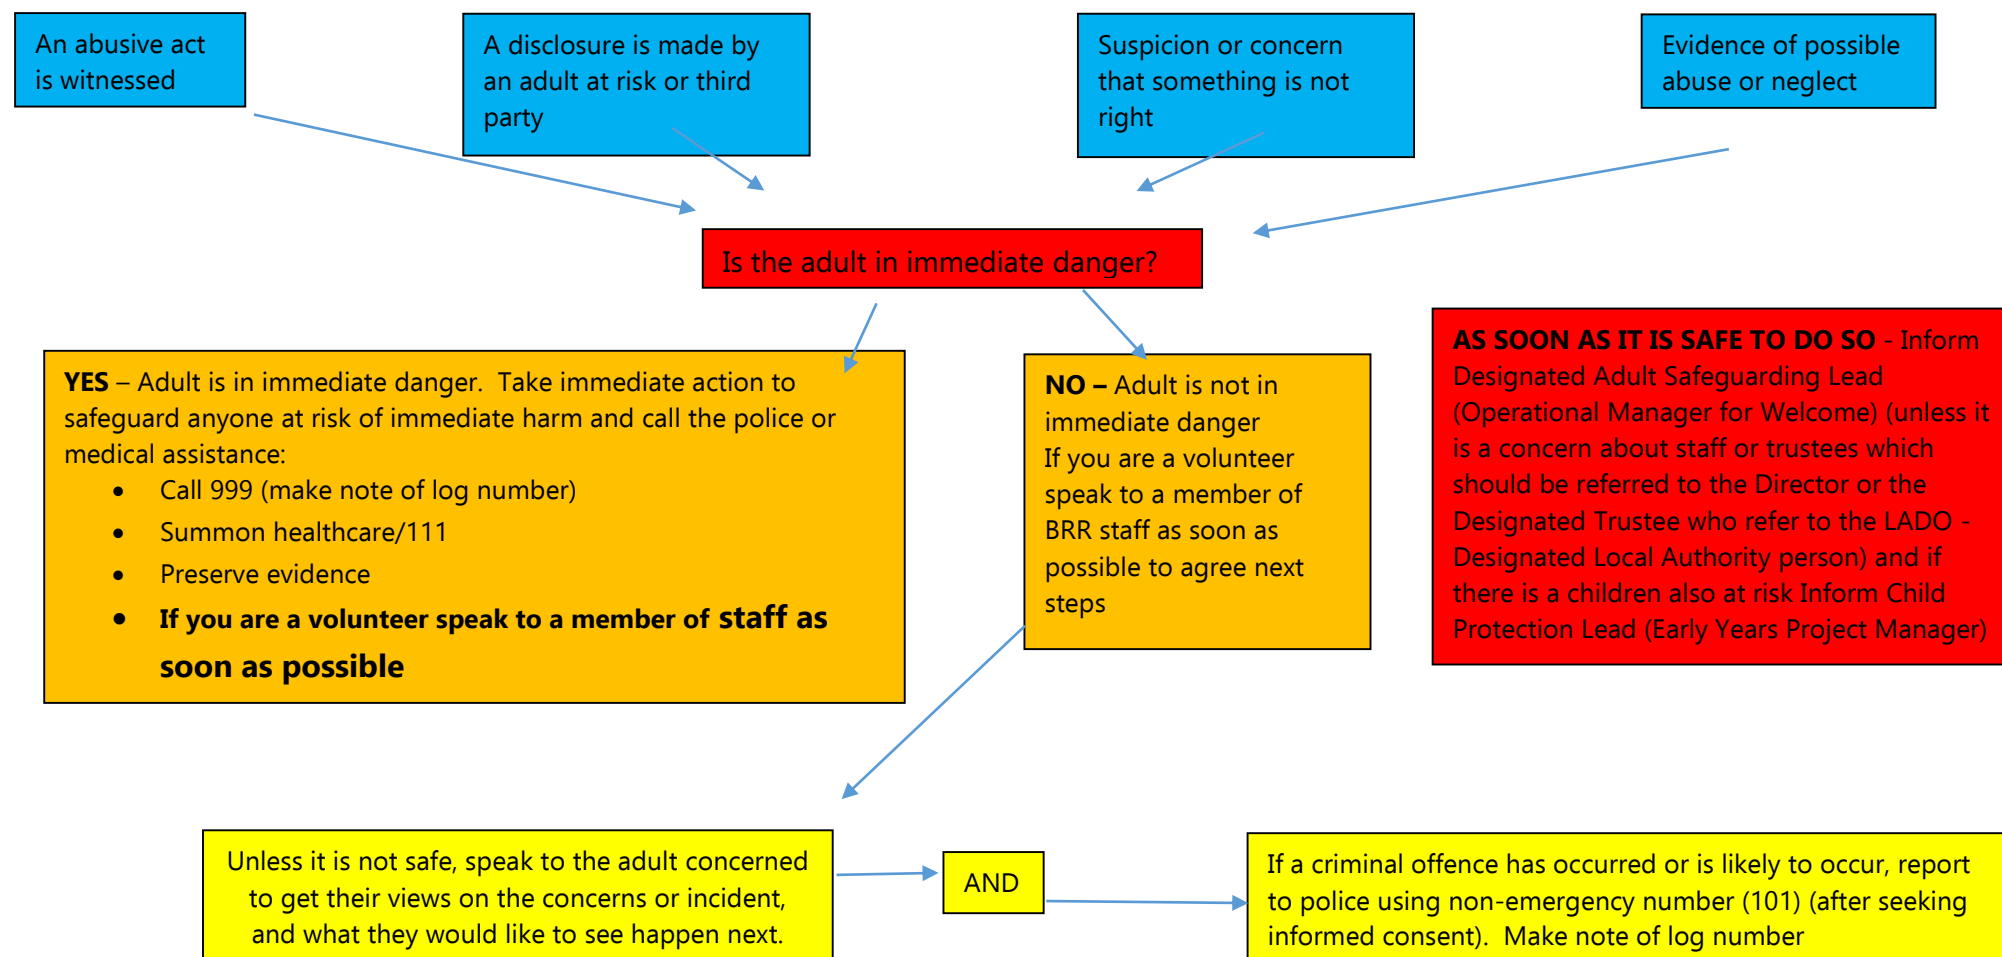 An abusive act
is witnessed
A disclosure is made by
an adult at risk or third
party
Suspicion or concern
that something is not
right
Evidence of possible
abuse or neglect
Is the adult in immediate danger?
YES – Adult is in immediate danger.  Take immediate action to
safeguard anyone at risk of immediate harm and call the police or
medical assistance:
• Call 999 (make note of log number)
• Summon healthcare/111
• Preserve evidence
• If you are a volunteer speak to a member of staff as
soon as possible
NO – Adult is not in
immediate danger
If you are a volunteer
speak to a member of
BRR staff as soon as
possible to agree next
steps
AS SOON AS IT IS SAFE TO DO SO - Inform
Designated Adult Safeguarding Lead
(Operational Manager for Welcome) (unless it
is a concern about staff or trustees which
should be referred to the Director or the
Designated Trustee who refer to the LADO -
Designated Local Authority person) and if
there is a children also at risk Inform Child
Protection Lead (Early Years Project Manager)
Unless it is not safe, speak to the adult concerned
to get their views on the concerns or incident,
and what they would like to see happen next.
AND
If a criminal offence has occurred or is likely to occur, report
to police using non-emergency number (101) (after seeking
informed consent).  Make note of log number